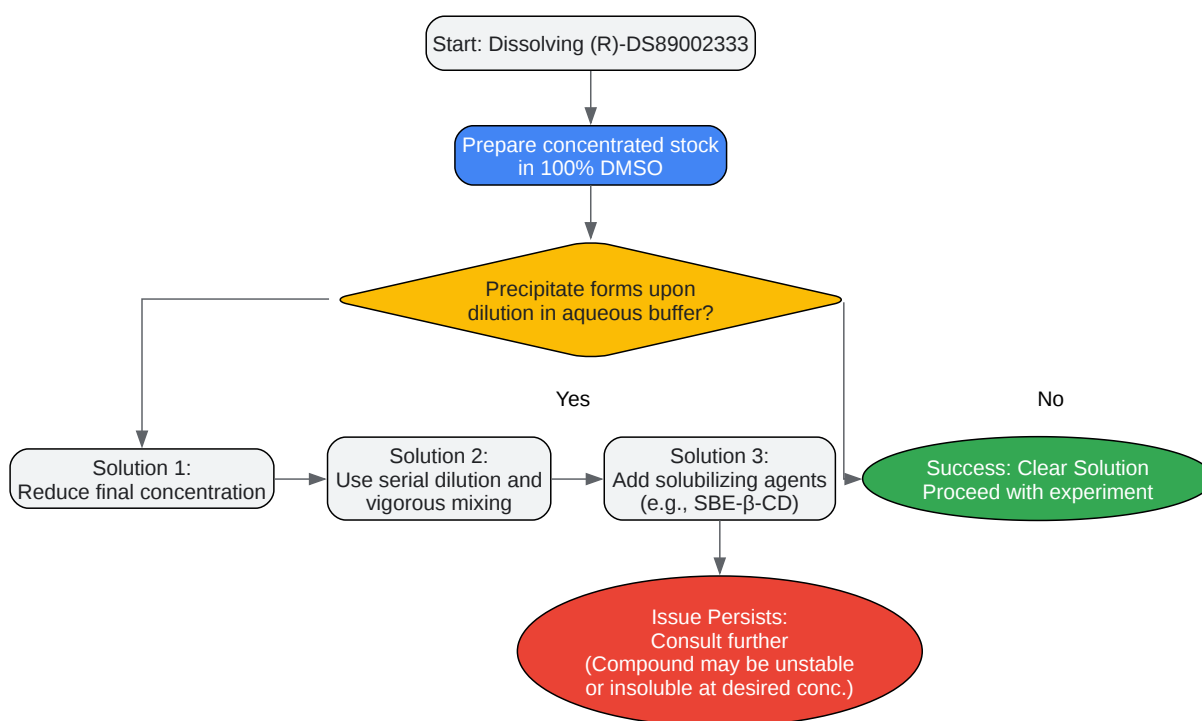 Start: Dissolving (R)-DS89002333
Prepare concentrated stock
in 100% DMSO
Precipitate forms upon
dilution in aqueous buffer?
Yes
No
Solution 1:
Reduce final concentration
Solution 2:
Use serial dilution and
vigorous mixing
Solution 3:
Add solubilizing agents
(e.g., SBE-β-CD)
Success: Clear Solution
Proceed with experiment
Issue Persists:
Consult further
(Compound may be unstable
or insoluble at desired conc.)